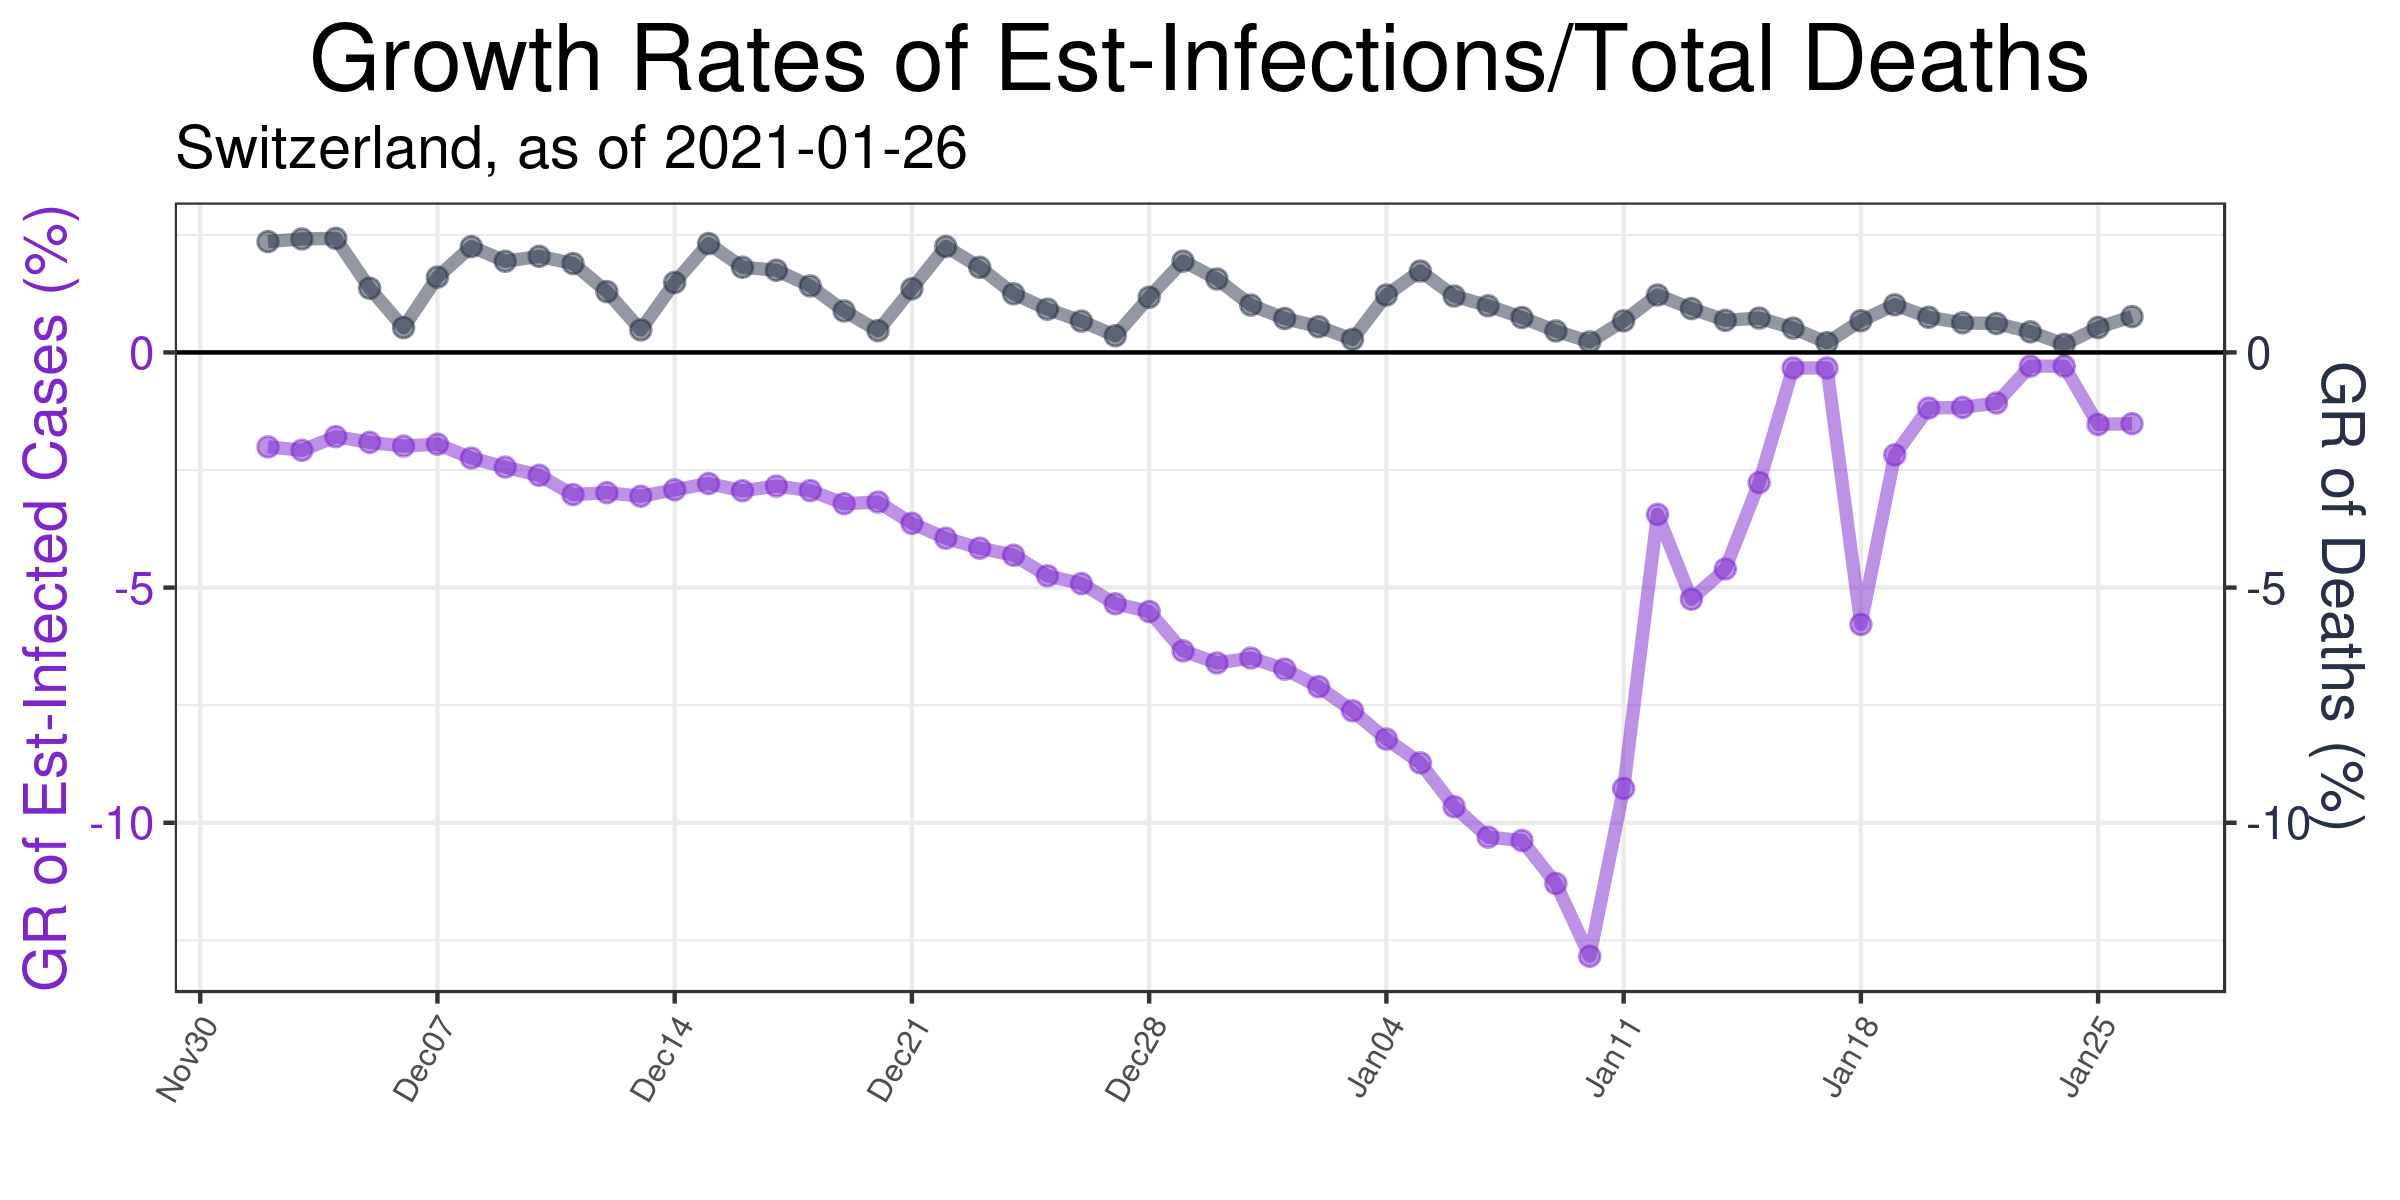 Growth Rates of Est-Infections/Total Deaths
Switzerland, as of 2021-01-26
GR of Est-Infected Cases (%)
0
-5
-10
0
-5
-10
GR of Deaths (%)
Nov30
Dec07
Dec14
Dec21
Dec28
Jan04
Jan11
Jan18
Jan25